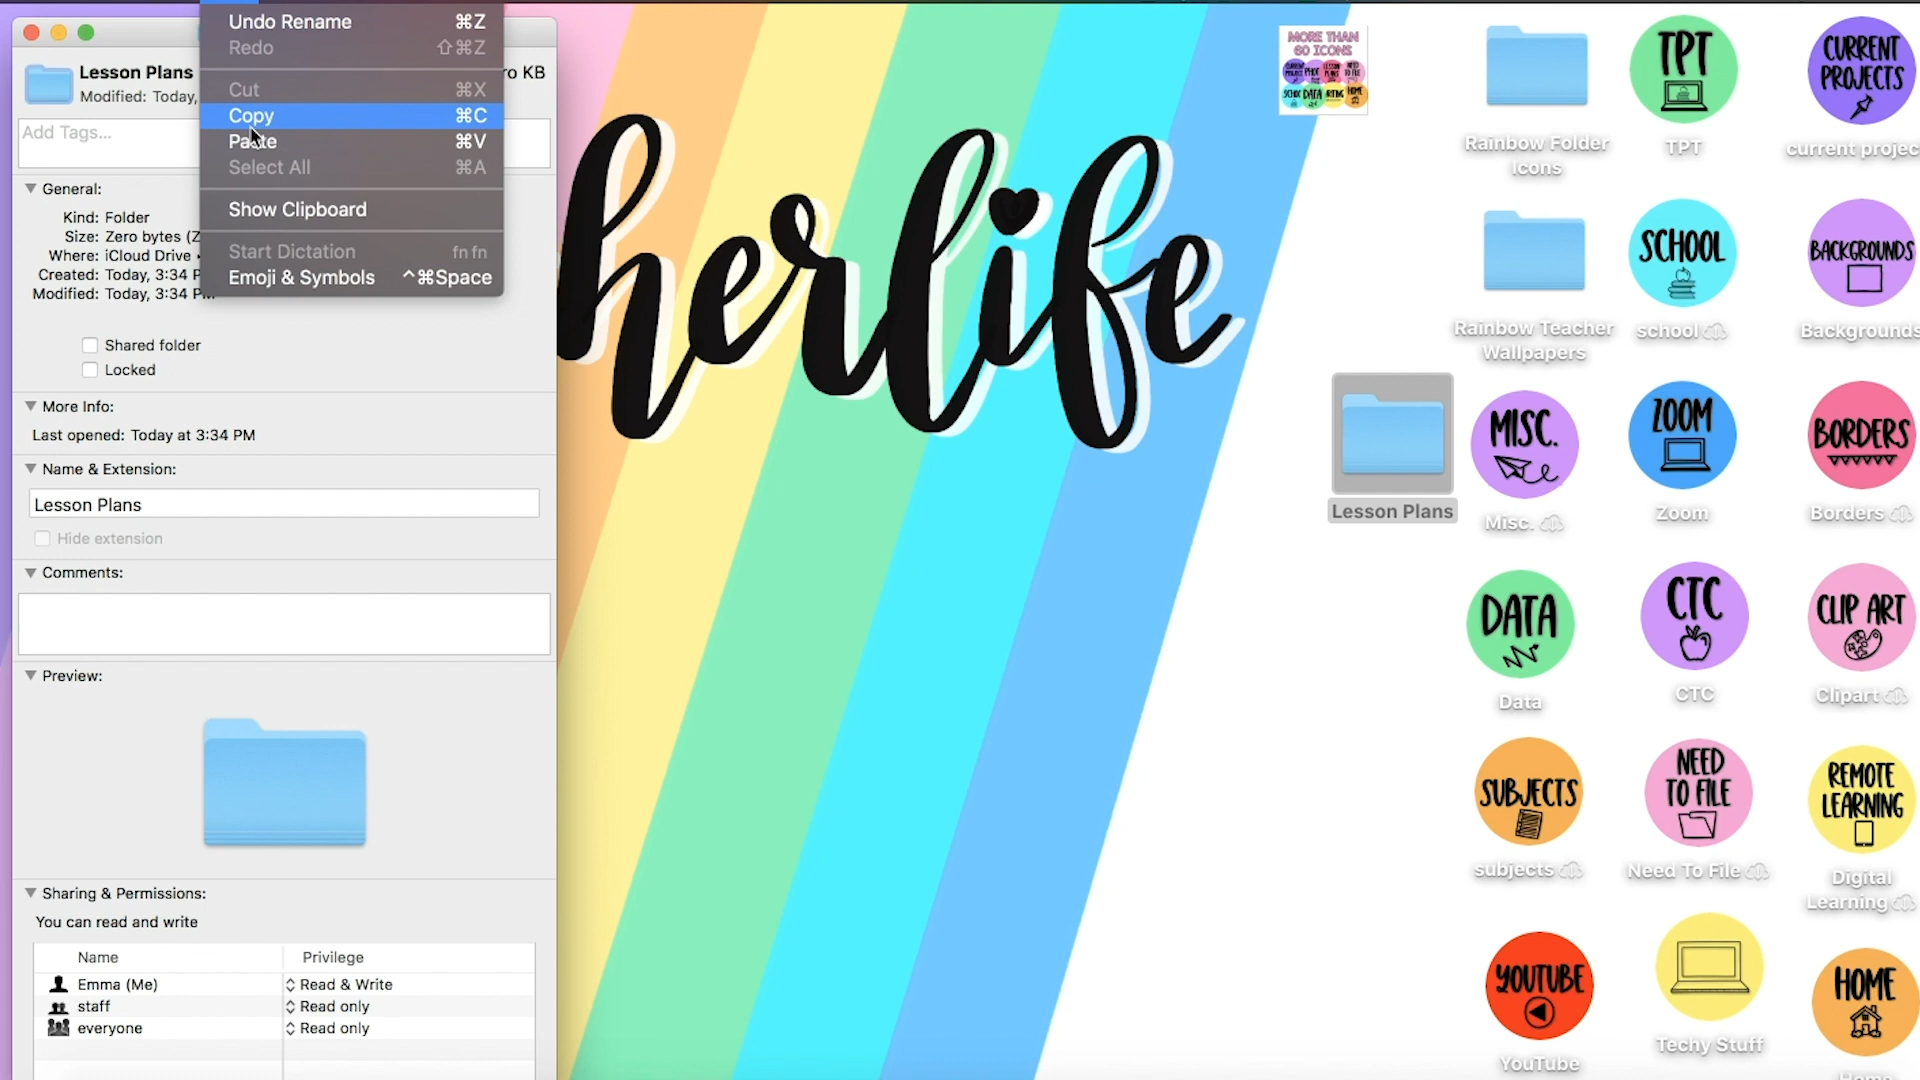 Undo Rename ⌘Z
Redo ⇧⌘Z
Cut ⌘X
Copy ⌘C
Paste ⌘V
Select All ⌘A
Show Clipboard
Start Dictation fn fn
Emoji & Symbols ^⌘Space
Lesson Plans
ro KB
Modified: Today,
Add Tags...
General:
Kind: Folder
Size: Zero bytes (Z
Where: iCloud Drive
Created: Today, 3:34 P
Modified: Today, 3:34 P
Shared folder
Locked
More Info:
Last opened: Today at 3:34 PM
Name & Extension:
Lesson Plans
Hide extension
Comments:
Preview:
Sharing & Permissions:
You can read and write
Name Privilege
Emma (Me) Read & Write
staff Read only
everyone Read only
herlife
MORE THAN
60 ICONS
Rainbow Folder
Icons
TPT
TPT
CURRENT
PROJECTS
current projec
Rainbow Teacher
Wallpapers
SCHOOL
school
BACKGROUNDS
Backgrounds
Lesson Plans
MISC.
Misc.
ZOOM
Zoom
BORDERS
Borders
DATA
Data
CTC
CTC
CLIP ART
Clipart
SUBJECTS
subjects
NEED
TO FILE
Need To File
REMOTE
LEARNING
Digital
Learning
YOUTUBE
YouTube
Techy Stuff
HOME